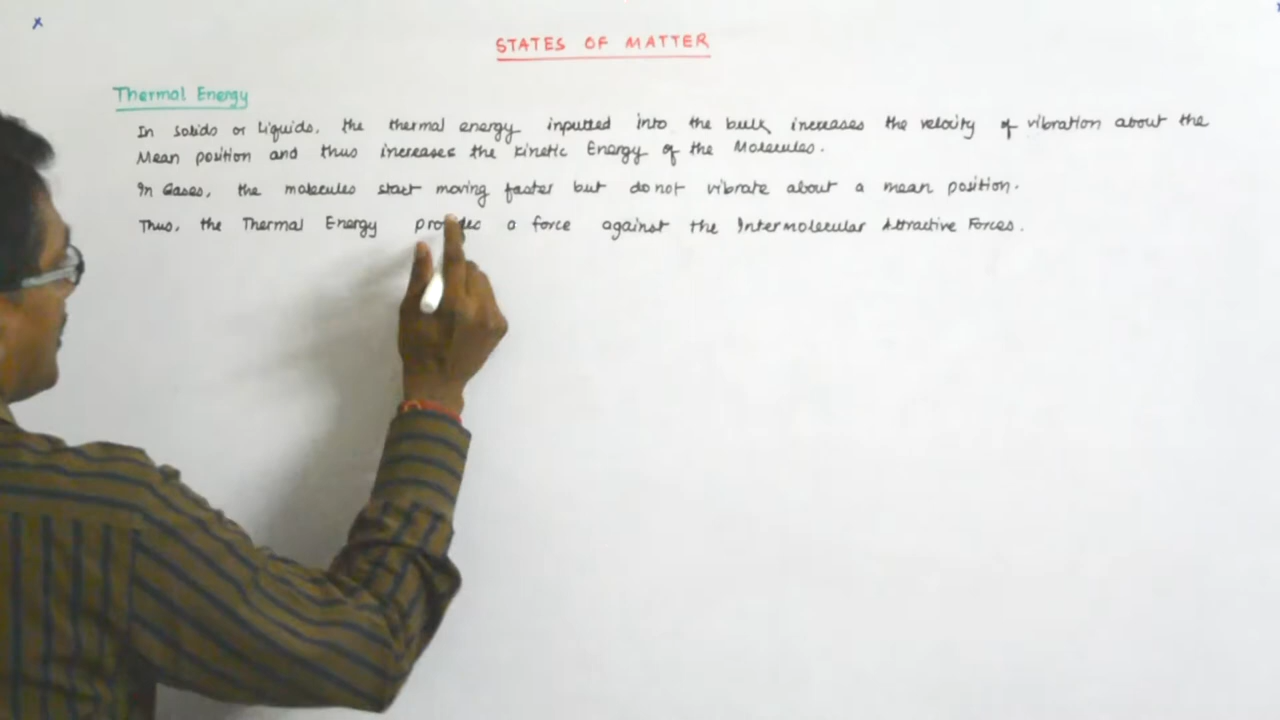 STATES OF MATTER
Thermal Energy
In Solids or Liquids, the thermal energy inputted into the bulk increases the velocity of vibration about the
Mean position and thus increases the Kinetic Energy of the Molecules.
In Gases, the molecules start moving faster but do not vibrate about a mean position.
Thus, the Thermal Energy provides a force against the Intermolecular Attractive Forces.